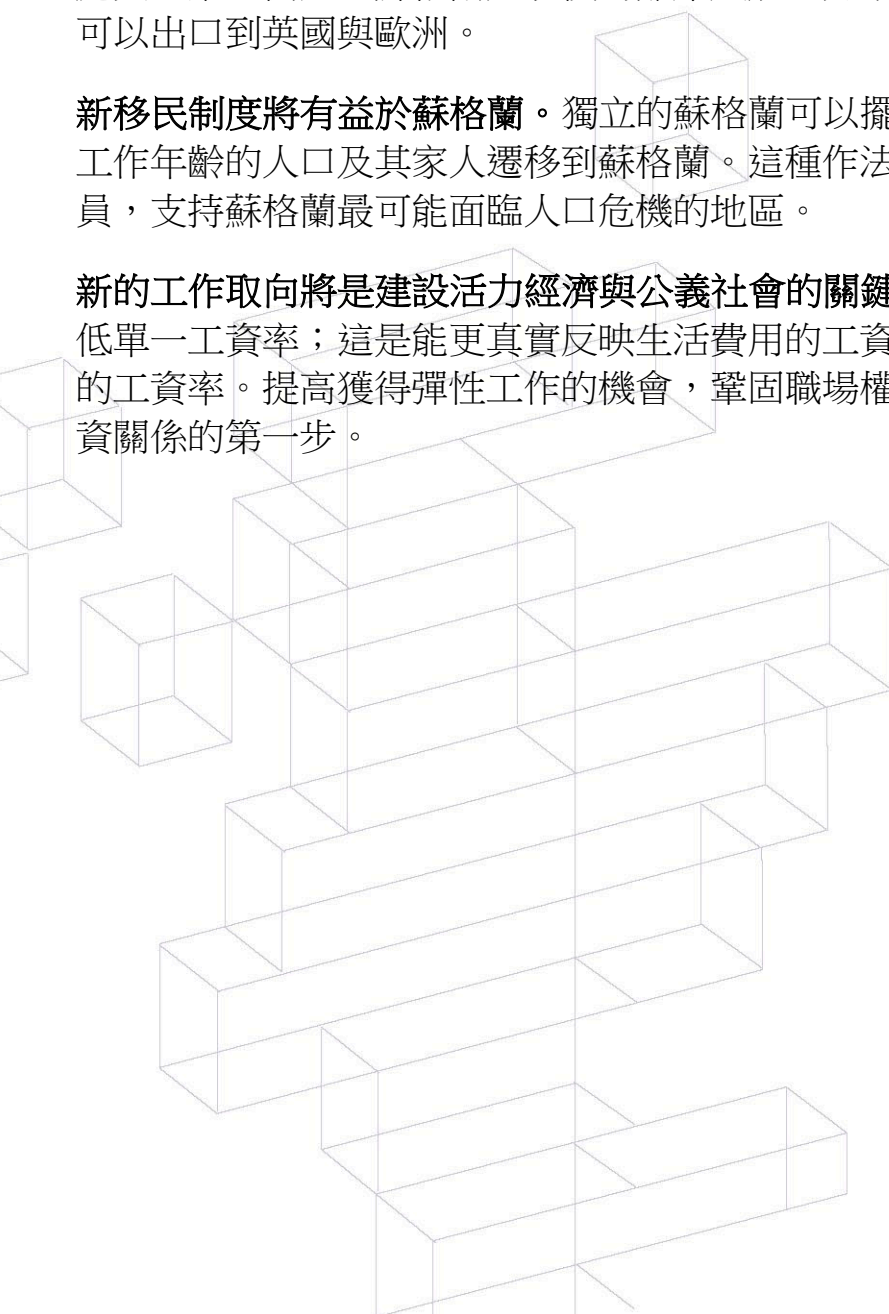 可以出口到英國與歐洲。
新移民制度將有益於蘇格蘭。獨立的蘇格蘭可以擺
工作年齡的人口及其家人遷移到蘇格蘭。這種作法
員，支持蘇格蘭最可能面臨人口危機的地區。
新的工作取向將是建設活力經濟與公義社會的關鍵
低單一工資率；這是能更真實反映生活費用的工資
的工資率。提高獲得彈性工作的機會，鞏固職場權
資關係的第一步。